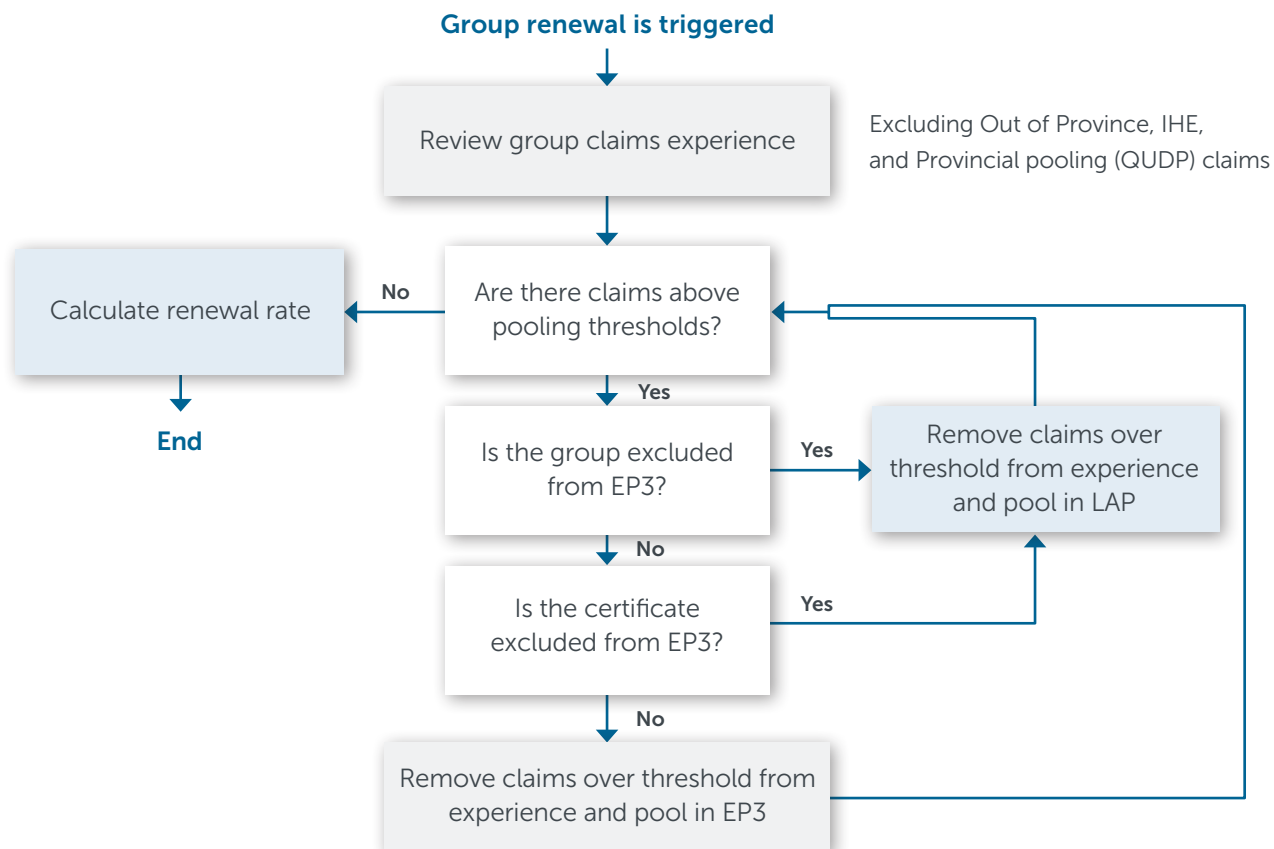 Group renewal is triggered
Review group claims experience
Excluding Out of Province, IHE,
and Provincial pooling (QUDP) claims
Calculate renewal rate
No
Are there claims above
pooling thresholds?
End
Yes
Is the group excluded
from EP3?
Yes
Remove claims over
threshold from experience
and pool in LAP
No
Is the certificate
excluded from EP3?
Yes
No
Remove claims over threshold from
experience and pool in EP3